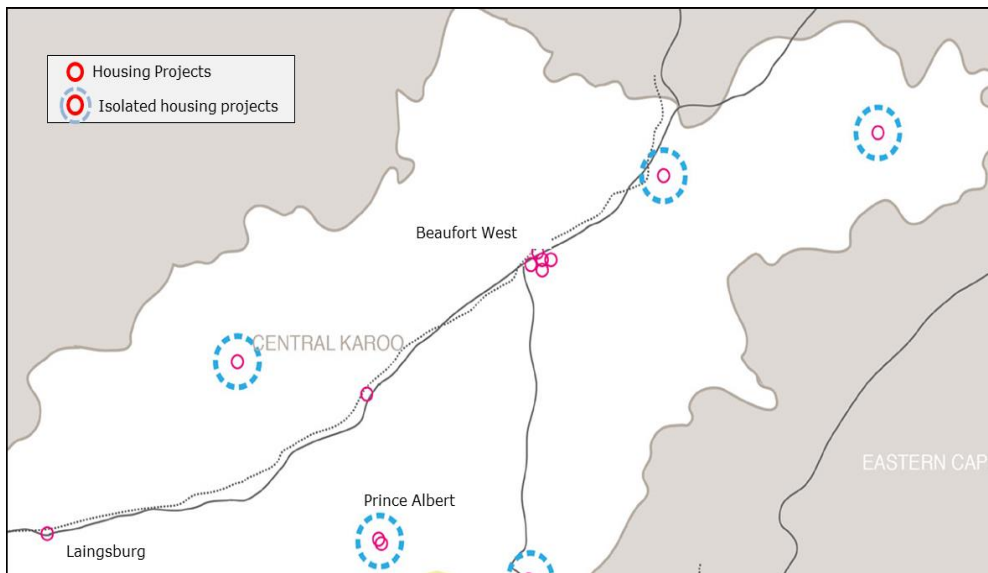 Housing Projects
Isolated housing projects
Beaufort West
CENTRAL KAROO
EASTERN CAP
Prince Albert
Laingsburg